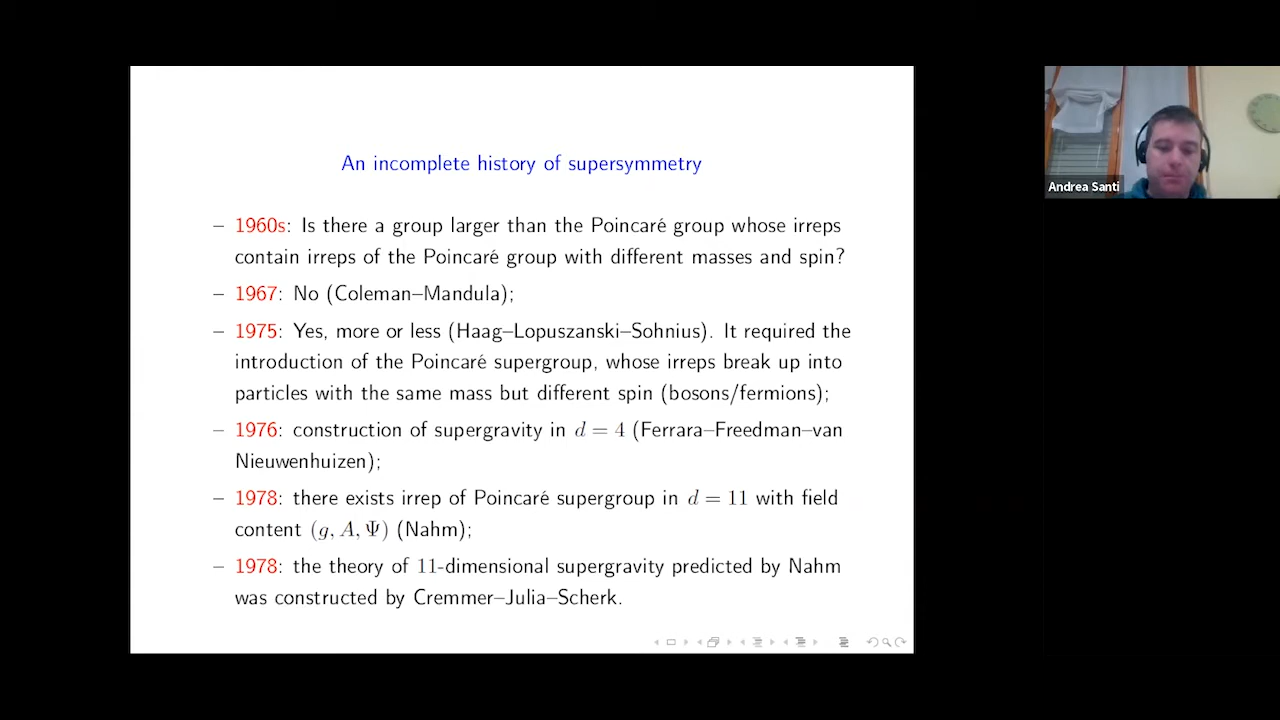 An incomplete history of supersymmetry
– 1960s: Is there a group larger than the Poincaré group whose irreps
contain irreps of the Poincaré group with different masses and spin?
– 1967: No (Coleman–Mandula);
– 1975: Yes, more or less (Haag–Lopuszanski–Sohnius). It required the
introduction of the Poincaré supergroup, whose irreps break up into
particles with the same mass but different spin (bosons/fermions);
– 1976: construction of supergravity in d = 4 (Ferrara–Freedman–van
Nieuwenhuizen);
– 1978: there exists irrep of Poincaré supergroup in d = 11 with field
content (g, A, Ψ) (Nahm);
– 1978: the theory of 11-dimensional supergravity predicted by Nahm
was constructed by Cremmer–Julia–Scherk.
Andrea Santi